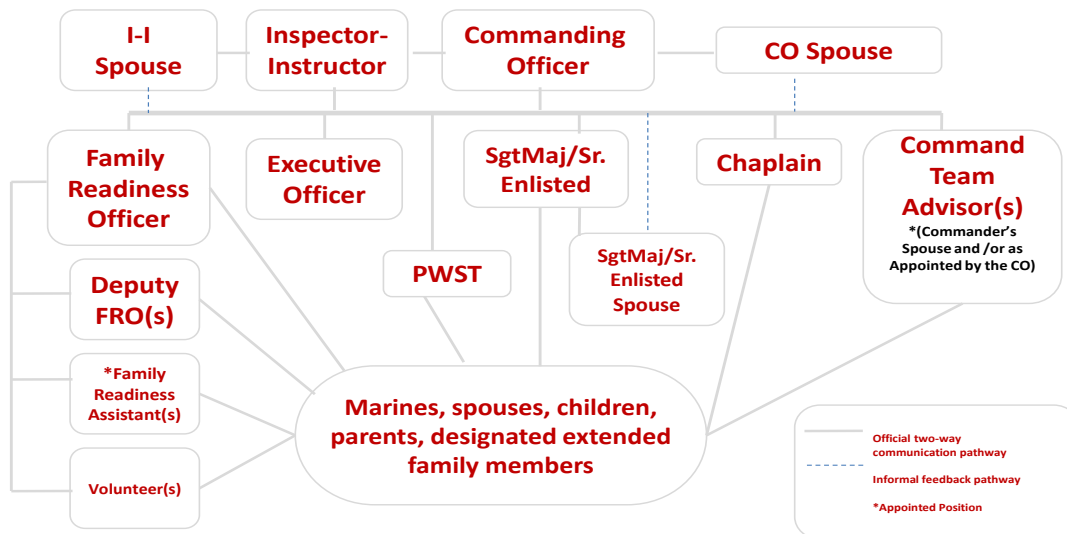 I-I
Spouse
Inspector-
Instructor
Commanding
Officer
CO Spouse
Family
Readiness
Officer
Executive
Officer
PWST
SgtMaj/Sr.
Enlisted
SgtMaj/Sr.
Enlisted
Spouse
Chaplain
Command
Team
Advisor(s)
*(Commander's
Spouse and /or as
Appointed by the CO)
Deputy
FRO(s)
*Family
Readiness
Assistant(s)
Volunteer(s)
Marines, spouses, children,
parents, designated extended
family members
Official two-way
communication pathway
Informal feedback pathway
*Appointed Position